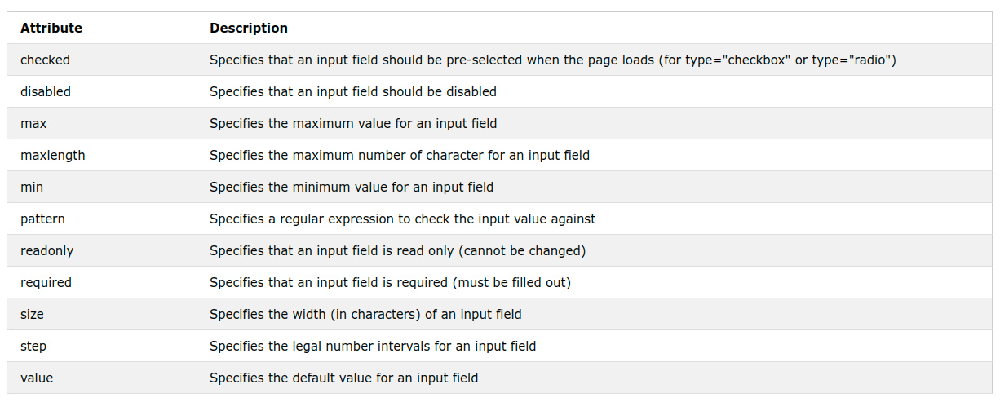 Attribute Description
checked Specifies that an input field should be pre-selected when the page loads (for type="checkbox" or type="radio")
disabled Specifies that an input field should be disabled
max Specifies the maximum value for an input field
maxlength Specifies the maximum number of character for an input field
min Specifies the minimum value for an input field
pattern Specifies a regular expression to check the input value against
readonly Specifies that an input field is read only (cannot be changed)
required Specifies that an input field is required (must be filled out)
size Specifies the width (in characters) of an input field
step Specifies the legal number intervals for an input field
value Specifies the default value for an input field